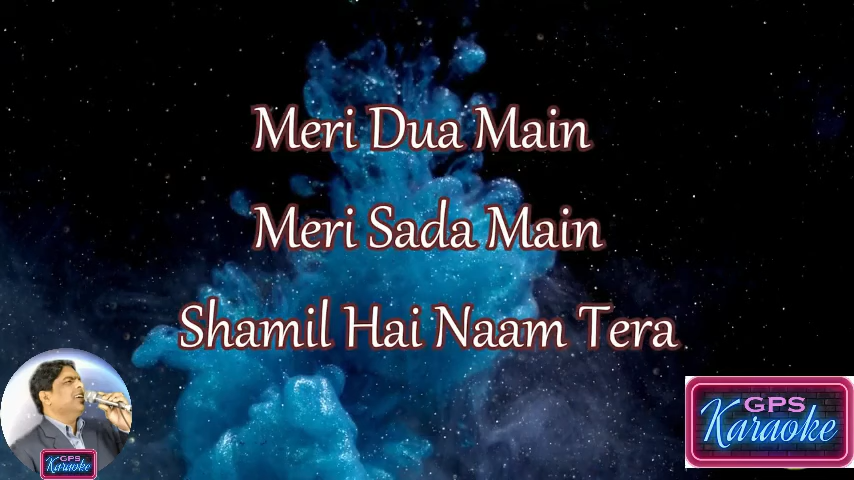 Meri Dua Main
Meri Sada Main
Shamil Hai Naam Tera
GPS
Karaoke
GPS
Karaoke